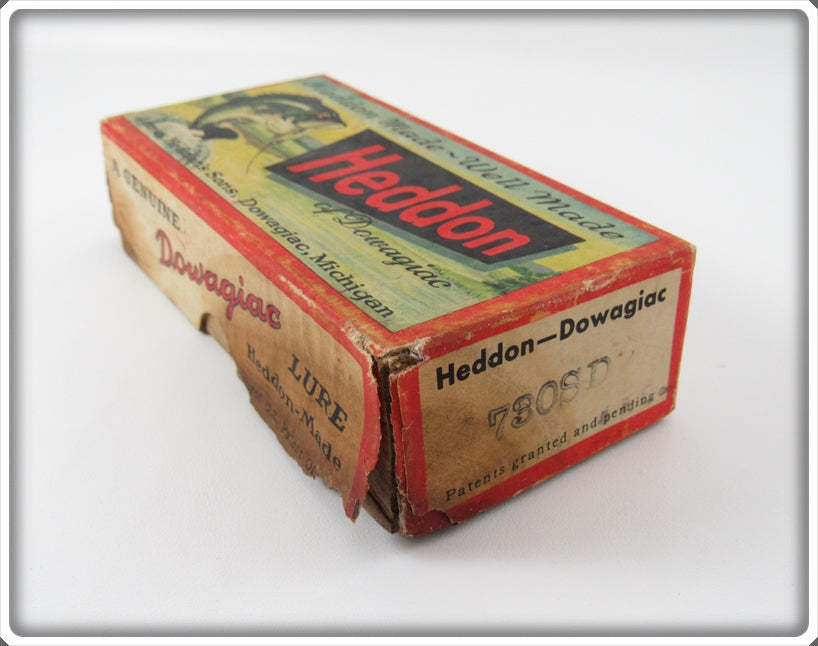 Heddon Made ~ Well Made
Heddon
of Dowagiac
Sons, Dowagiac, Michigan
A GENUINE
Dowagiac
LURE
Heddon-Made
Heddon—Dowagiac
730SD
Patents granted and pending